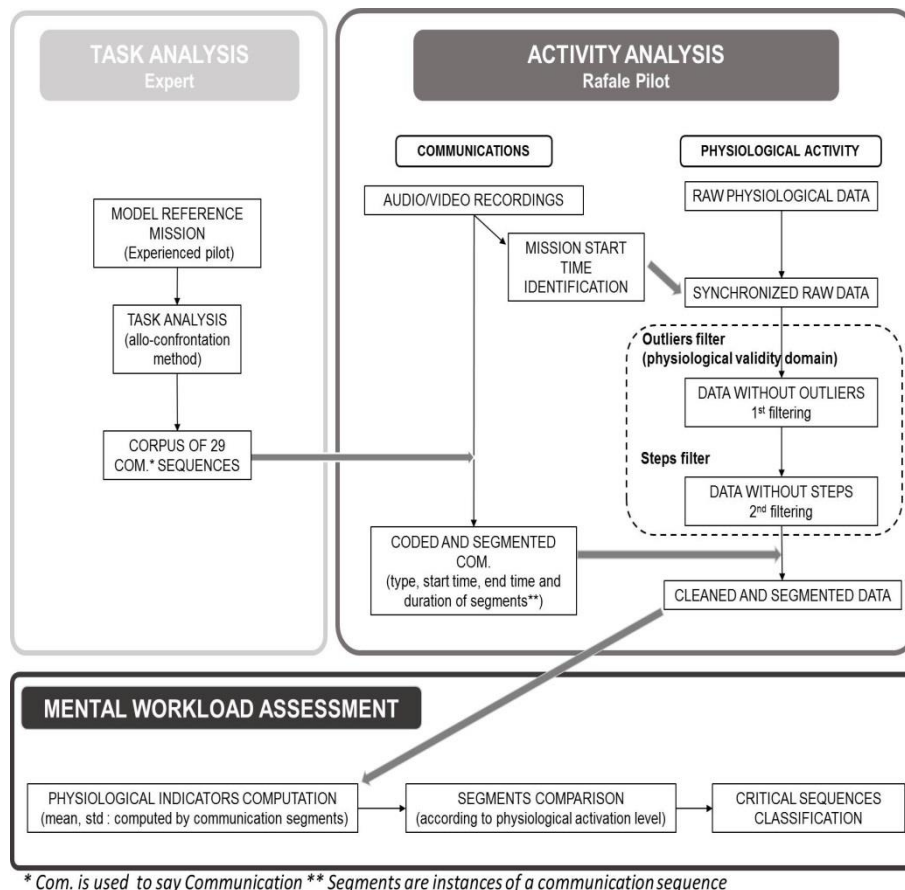 TASK ANALYSIS
Expert
MODEL REFERENCE
MISSION
(Experienced pilot)
TASK ANALYSIS
(allo-confrontation
method)
CORPUS OF 29
COM.* SEQUENCES
ACTIVITY ANALYSIS
Rafale Pilot
COMMUNICATIONS
AUDIO/VIDEO RECORDINGS
MISSION START
TIME
IDENTIFICATION
CODED AND SEGMENTED
COM.
(type, start time, end time and
duration of segments**)
PHYSIOLOGICAL ACTIVITY
RAW PHYSIOLOGICAL DATA
SYNCHRONIZED RAW DATA
Outliers filter
(physiological validity domain)
DATA WITHOUT OUTLIERS
1st filtering
Steps filter
DATA WITHOUT STEPS
2nd filtering
CLEANED AND SEGMENTED DATA
MENTAL WORKLOAD ASSESSMENT
PHYSIOLOGICAL INDICATORS COMPUTATION
(mean, std : computed by communication segments)
SEGMENTS COMPARISON
(according to physiological activation level)
CRITICAL SEQUENCES
CLASSIFICATION
* Com. is used to say Communication ** Segments are instances of a communication sequence